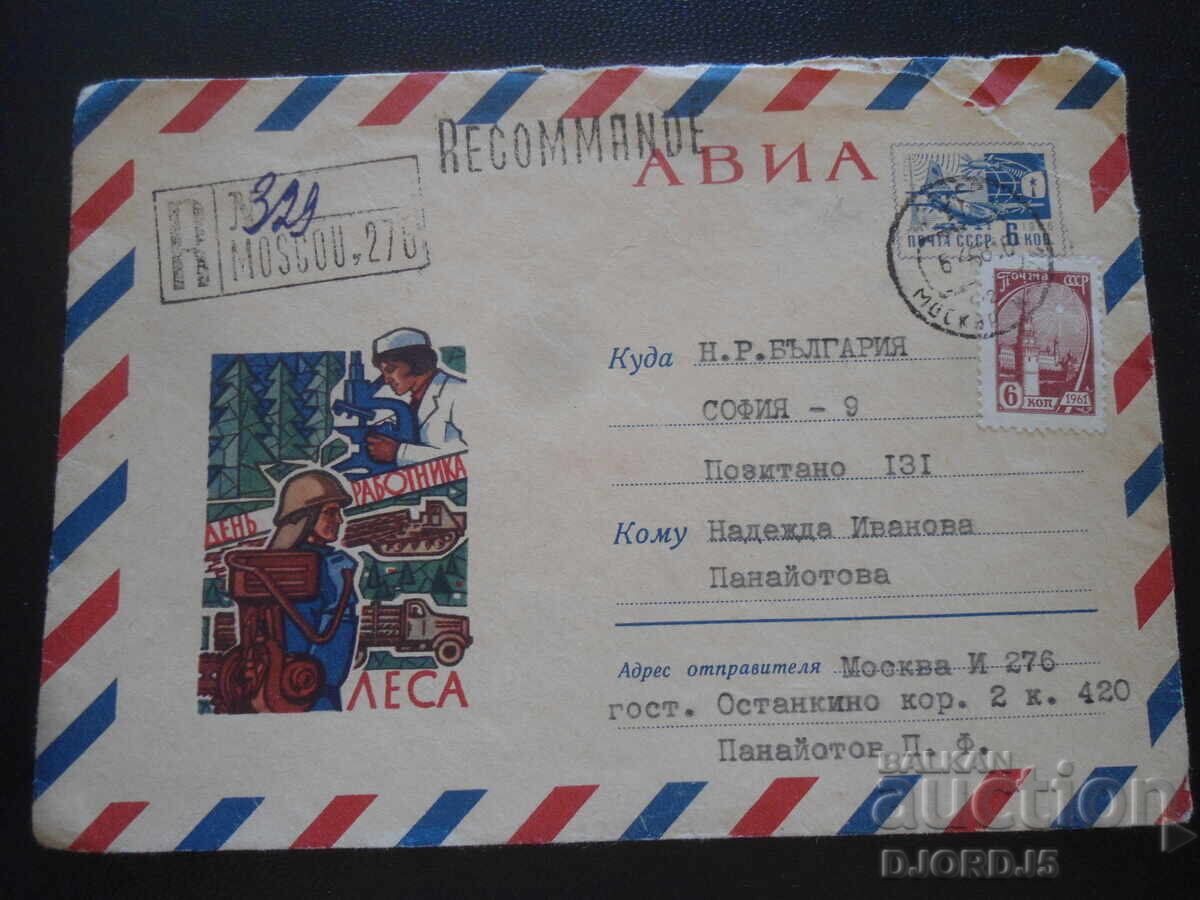 RECOMMANDE
АВИА
R
№ 329
MOSCOU, 276
ПОЧТА СССР 6 КОП
МОСКВА
Почта СССР
6 КОП 1961
Куда Н.Р.БЪЛГАРИЯ
СОФИЯ - 9
Позитано I3I
Кому Надежда Иванова
Панайотова
ДЕНЬ РАБОТНИКА
ЛЕСА
Адрес отправителя Москва И 276
гост. Останкино кор. 2 к. 420
Панайотов П. Ф.
BALKAN
auction
DJORDJ5